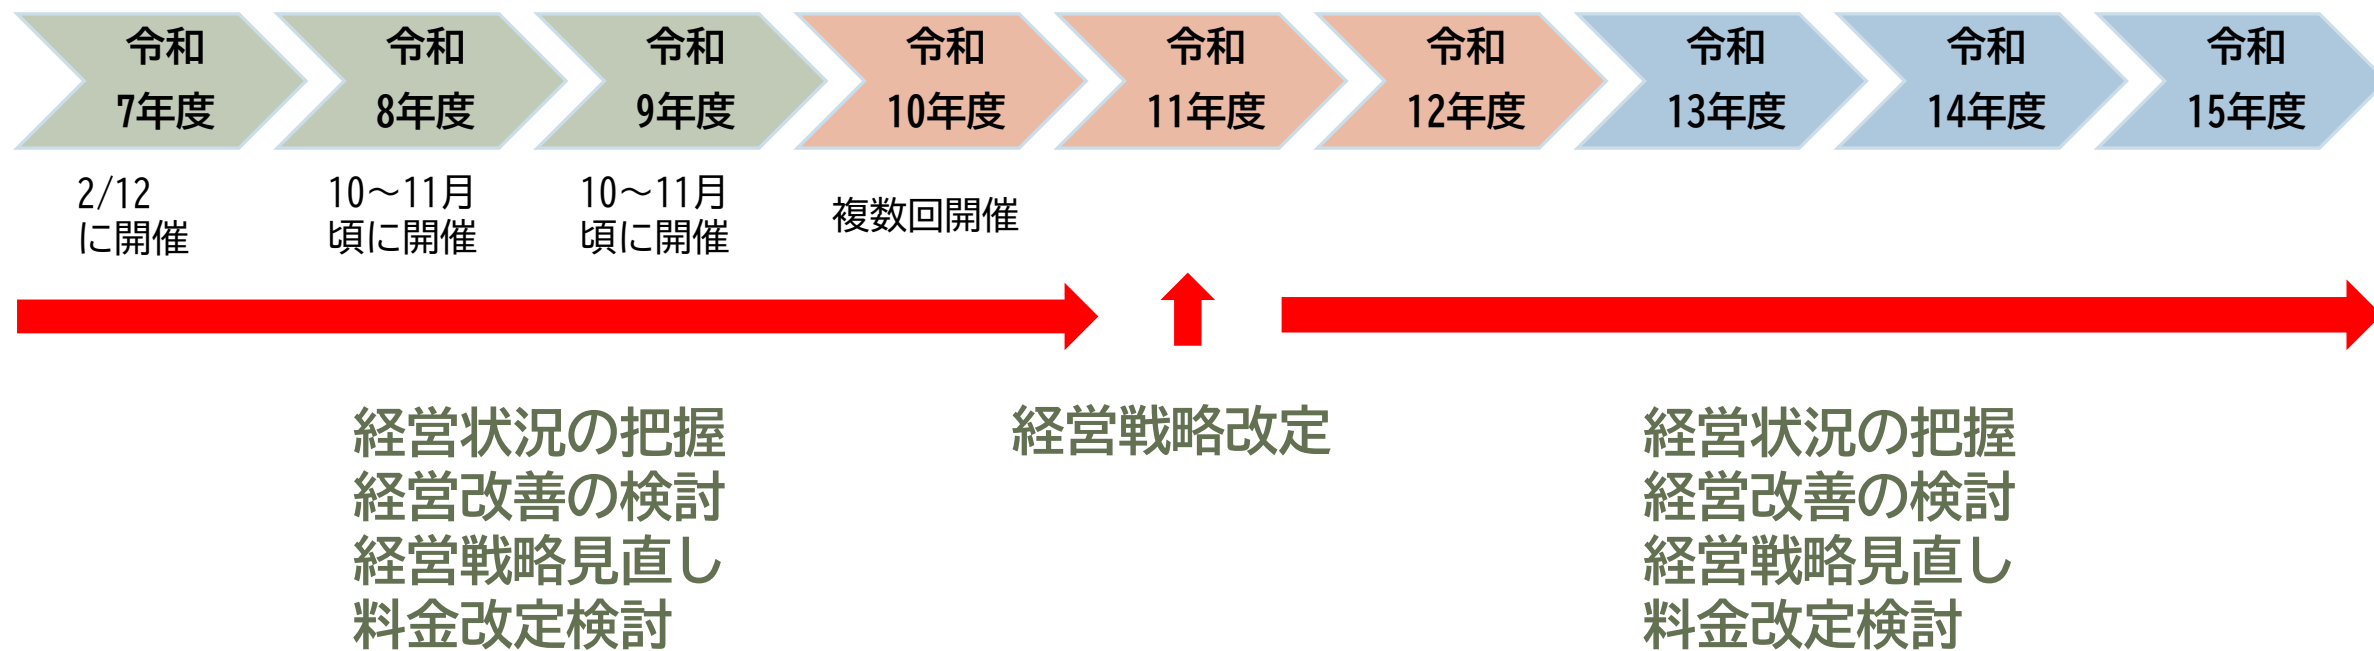 令和
7年度
令和
8年度
令和
9年度
令和
10年度
令和
11年度
令和
12年度
令和
13年度
令和
14年度
令和
15年度
2/12
に開催
10～11月
頃に開催
10～11月
頃に開催
複数回開催
経営状況の把握
経営改善の検討
経営戦略見直し
料金改定検討
経営戦略改定
経営状況の把握
経営改善の検討
経営戦略見直し
料金改定検討